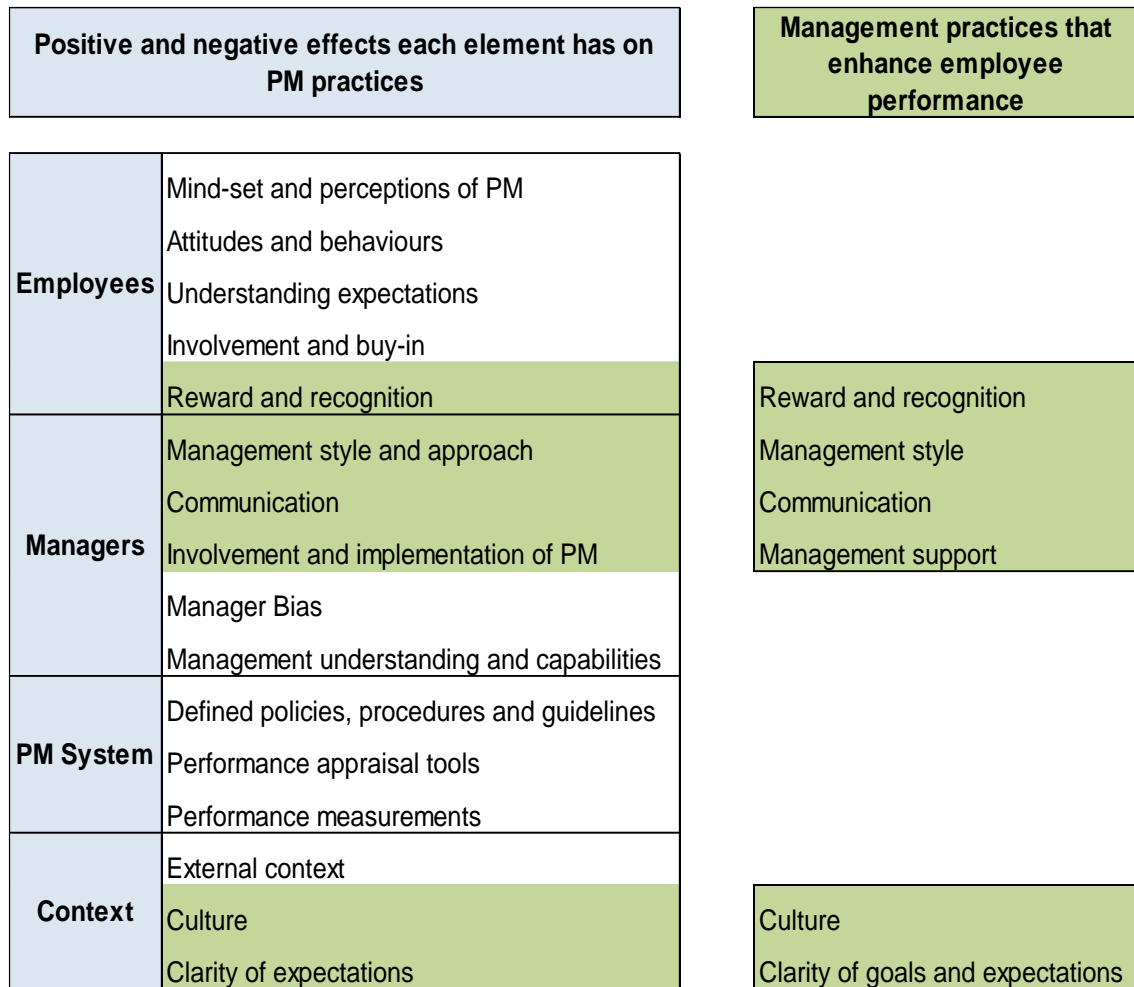 Positive and negative effects each element has on
PM practices
Management practices that
enhance employee
performance
Employees
Mind-set and perceptions of PM
Attitudes and behaviours
Understanding expectations
Involvement and buy-in
Reward and recognition
Reward and recognition
Managers
Management style and approach
Management style
Communication
Communication
Involvement and implementation of PM
Management support
Manager Bias
Management understanding and capabilities
PM System
Defined policies, procedures and guidelines
Performance appraisal tools
Performance measurements
Context
External context
Culture
Culture
Clarity of expectations
Clarity of goals and expectations